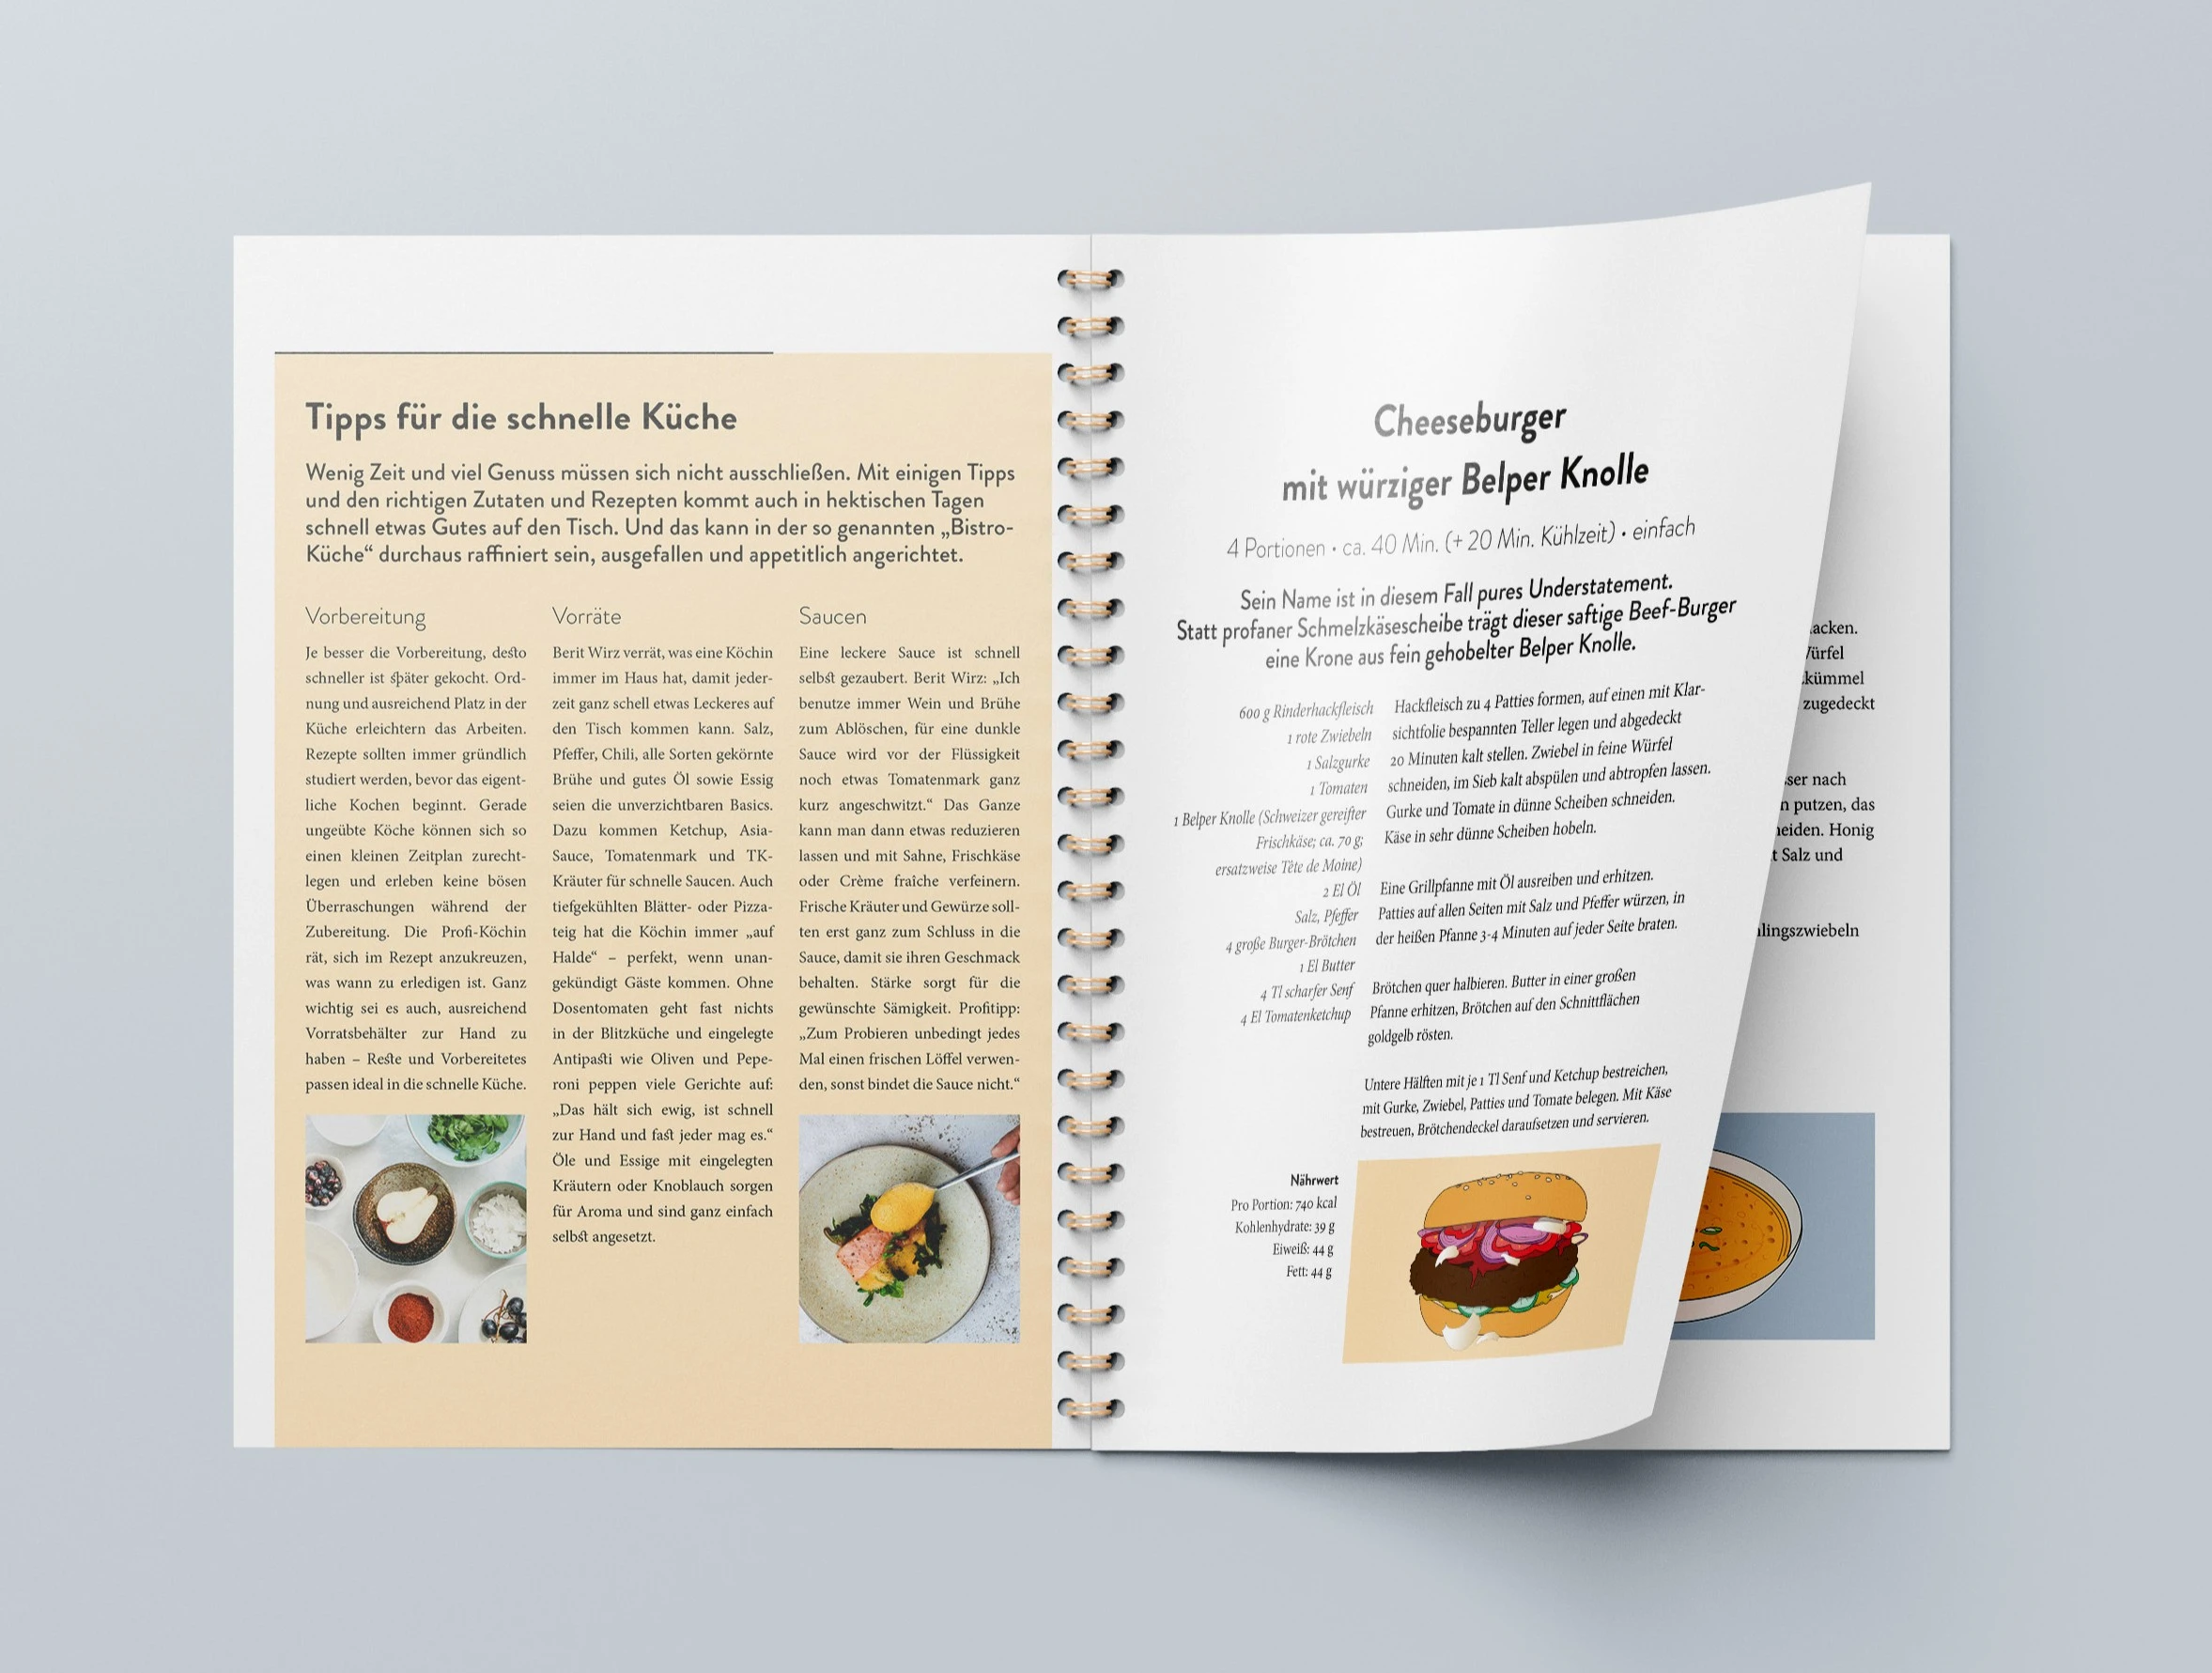 Tipps für die schnelle Küche
Wenig Zeit und viel Genuss müssen sich nicht ausschließen. Mit einigen Tipps
und den richtigen Zutaten und Rezepten kommt auch in hektischen Tagen
schnell etwas Gutes auf den Tisch. Und das kann in der so genannten „Bistro-
Küche“ durchaus raffiniert sein, ausgefallen und appetitlich angerichtet.
Vorbereitung
Je besser die Vorbereitung, desto
schneller ist später gekocht. Ord-
nung und ausreichend Platz in der
Küche erleichtern das Arbeiten.
Rezepte sollten immer gründlich
studiert werden, bevor das eigent-
liche Kochen beginnt. Gerade
ungeübte Köche können sich so
einen kleinen Zeitplan zurecht-
legen und erleben keine bösen
Überraschungen während der
Zubereitung. Die Profi-Köchin
rät, sich im Rezept anzukreuzen,
was wann zu erledigen ist. Ganz
wichtig sei es auch, ausreichend
Vorratsbehälter zur Hand zu
haben – Reste und Vorbereitetes
passen ideal in die schnelle Küche.
Vorräte
Berit Wirz verrät, was eine Köchin
immer im Haus hat, damit jeder-
zeit ganz schell etwas Leckeres auf
den Tisch kommen kann. Salz,
Pfeffer, Chili, alle Sorten gekörnte
Brühe und gutes Öl sowie Essig
seien die unverzichtbaren Basics.
Dazu kommen Ketchup, Asia-
Sauce, Tomatenmark und TK-
Kräuter für schnelle Saucen. Auch
tiefgekühlten Blätter- oder Pizza-
teig hat die Köchin immer „auf
Halde“ – perfekt, wenn unan-
gekündigt Gäste kommen. Ohne
Dosentomaten geht fast nichts
in der Blitzküche und eingelegte
Antipasti wie Oliven und Pepe-
roni peppen viele Gerichte auf:
„Das hält sich ewig, ist schnell
zur Hand und fast jeder mag es.“
Öle und Essige mit eingelegten
Kräutern oder Knoblauch sorgen
für Aroma und sind ganz einfach
selbst angesetzt.
Saucen
Eine leckere Sauce ist schnell
selbst gezaubert. Berit Wirz: „Ich
benutze immer Wein und Brühe
zum Ablöschen, für eine dunkle
Sauce wird vor der Flüssigkeit
noch etwas Tomatenmark ganz
kurz angeschwitzt.“ Das Ganze
kann man dann etwas reduzieren
lassen und mit Sahne, Frischkäse
oder Crème fraîche verfeinern.
Frische Kräuter und Gewürze soll-
ten erst ganz zum Schluss in die
Sauce, damit sie ihren Geschmack
behalten. Stärke sorgt für die
gewünschte Sämigkeit. Profitipp:
„Zum Probieren unbedingt jedes
Mal einen frischen Löffel verwen-
den, sonst bindet die Sauce nicht.“
Cheeseburger
mit würziger Belper Knolle
4 Portionen • ca. 40 Min. (+ 20 Min. Kühlzeit) • einfach
Sein Name ist in diesem Fall pures Understatement.
Statt profaner Schmelzkäsescheibe trägt dieser saftige Beef-Burger
eine Krone aus fein gehobelter Belper Knolle.
600 g Rinderhackfleisch
1 rote Zwiebeln
1 Salzgurke
1 Tomaten
1 Belper Knolle (Schweizer gereifter
Frischkäse; ca. 70 g;
ersatzweise Tête de Moine)
2 El Öl
Salz, Pfeffer
4 große Burger-Brötchen
1 El Butter
4 Tl scharfer Senf
4 El Tomatenketchup
Hackfleisch zu 4 Patties formen, auf einen mit Klar-
sichtfolie bespannten Teller legen und abgedeckt
20 Minuten kalt stellen. Zwiebel in feine Würfel
schneiden, im Sieb kalt abspülen und abtropfen lassen.
Gurke und Tomate in dünne Scheiben schneiden.
Käse in sehr dünne Scheiben hobeln.
Eine Grillpfanne mit Öl ausreiben und erhitzen.
Patties auf allen Seiten mit Salz und Pfeffer würzen, in
der heißen Pfanne 3-4 Minuten auf jeder Seite braten.
Brötchen quer halbieren. Butter in einer großen
Pfanne erhitzen, Brötchen auf den Schnittflächen
goldgelb rösten.
Untere Hälften mit je 1 Tl Senf und Ketchup bestreichen,
mit Gurke, Zwiebel, Patties und Tomate belegen. Mit Käse
bestreuen, Brötchendeckel daraufsetzen und servieren.
Nährwert
Pro Portion: 740 kcal
Kohlenhydrate: 39 g
Eiweiß: 44 g
Fett: 44 g
acken.
ürfel
kümmel
zugedeckt
ser nach
n putzen, das
eiden. Honig
t Salz und
lingszwiebeln